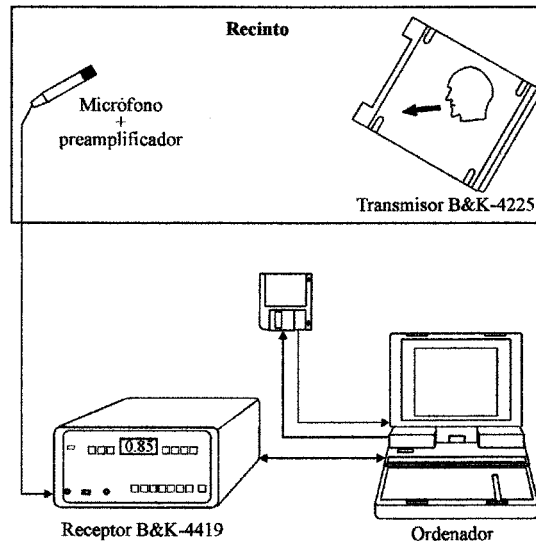 Recinto
Micrófono
+
preamplificador
Transmisor B&K-4225
0.85
Receptor B&K-4419
Ordenador